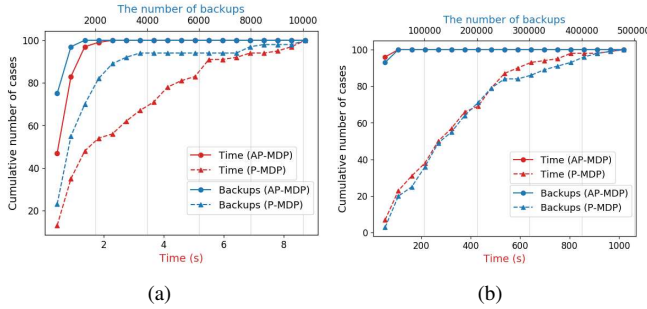 The number of backups
2000 4000 6000 8000 10000
100
80
60
40
20
Cumulative number of cases
Time (AP-MDP)
Time (P-MDP)
Backups (AP-MDP)
Backups (P-MDP)
2 4 6 8
Time (s)
(a)
The number of backups
100000 200000 300000 400000 500000
100
80
60
40
20
0
Cumulative number of cases
Time (AP-MDP)
Time (P-MDP)
Backups (AP-MDP)
Backups (P-MDP)
200 400 600 800 1000
Time (s)
(b)